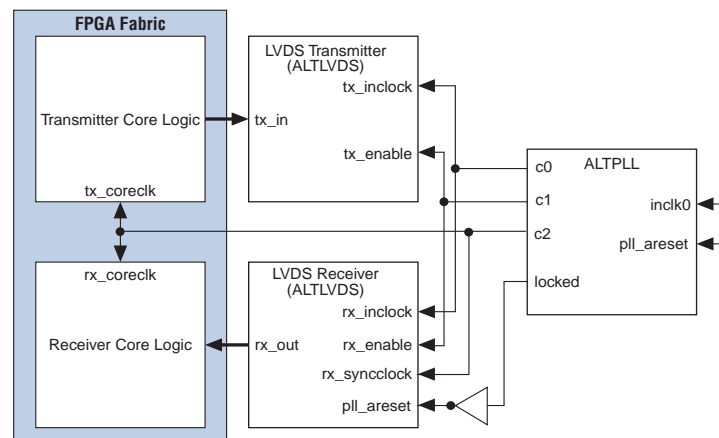 FPGA Fabric
Transmitter Core Logic
tx_coreclk
rx_coreclk
Receiver Core Logic
LVDS Transmitter
(ALTLVDS)
tx_inclock
tx_in
tx_enable
LVDS Receiver
(ALTLVDS)
rx_inclock
rx_out
rx_enable
rx_syncclock
pll_areset
ALTPLL
c0
c1
inclk0
c2
pll_areset
locked